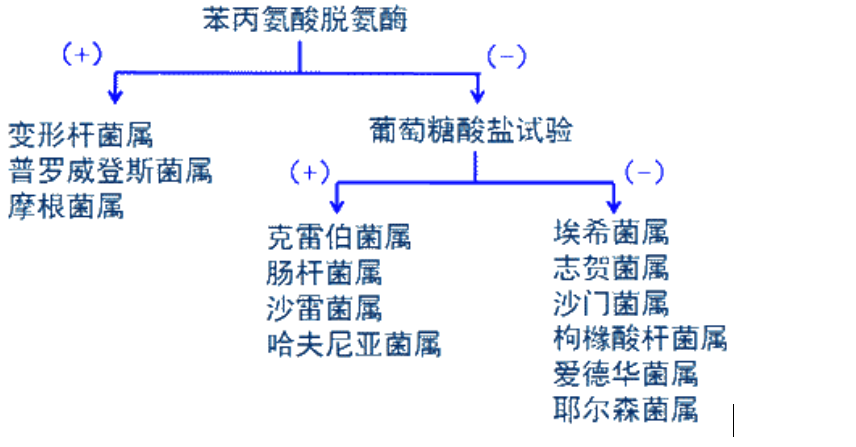 苯丙氨酸脱氨酶
(+)
(-)
变形杆菌属
普罗威登斯菌属
摩根菌属
葡萄糖酸盐试验
(+)
(-)
克雷伯菌属
肠杆菌属
沙雷菌属
哈夫尼亚菌属
埃希菌属
志贺菌属
沙门菌属
枸橼酸杆菌属
爱德华菌属
耶尔森菌属